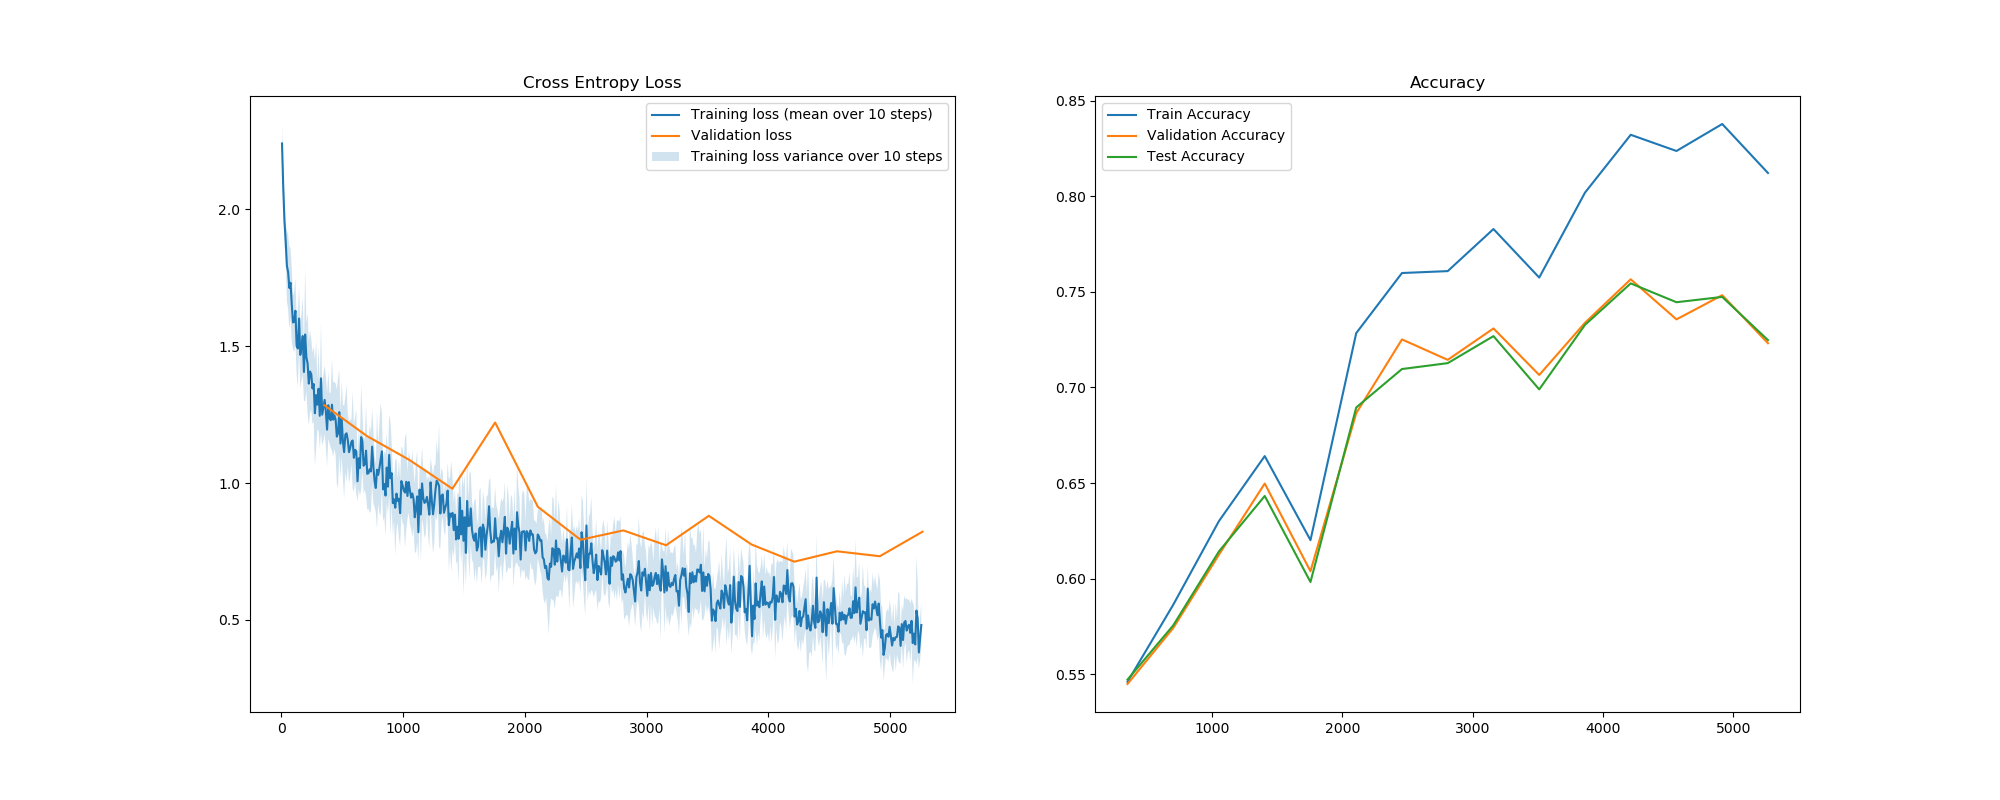 Cross Entropy Loss
Training loss (mean over 10 steps)
Validation loss
Training loss variance over 10 steps
2.0
1.5
1.0
0.5
0 1000 2000 3000 4000 5000
Accuracy
Train Accuracy
Validation Accuracy
Test Accuracy
0.85
0.80
0.75
0.70
0.65
0.60
0.55
1000 2000 3000 4000 5000